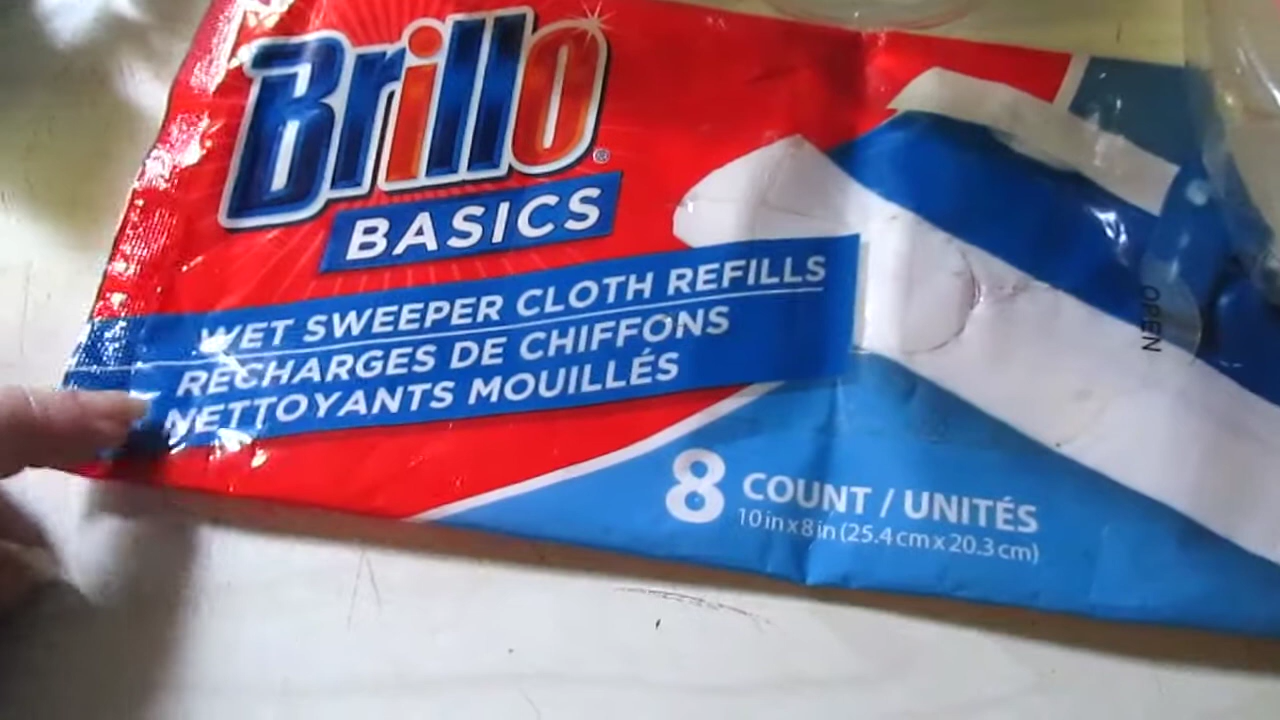 Brillo®
BASICS
WET SWEEPER CLOTH REFILLS
RECHARGES DE CHIFFONS
NETTOYANTS MOUILLÉS
OPEN
8 COUNT / UNITÉS
10 in x 8 in (25.4 cm x 20.3 cm)